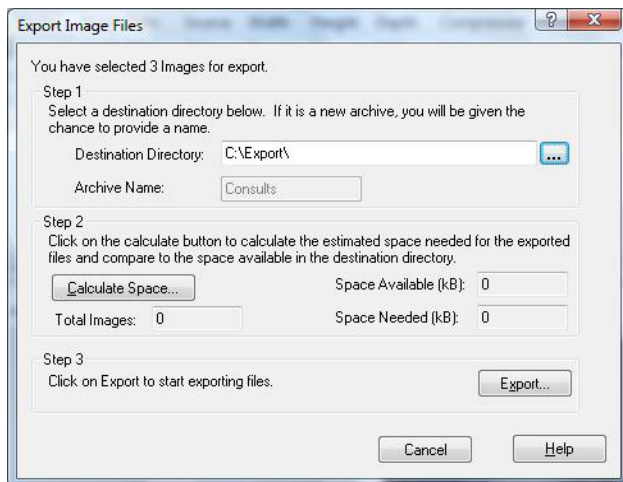 Export Image Files
You have selected 3 Images for export.
Step 1
Select a destination directory below. If it is a new archive, you will be given the
chance to provide a name.
Destination Directory: C:\Export\ ...
Archive Name: Consults
Step 2
Click on the calculate button to calculate the estimated space needed for the exported
files and compare to the space available in the destination directory.
Calculate Space... Space Available (kB): 0
Total Images: 0 Space Needed (kB): 0
Step 3
Click on Export to start exporting files.
Export...
Cancel Help